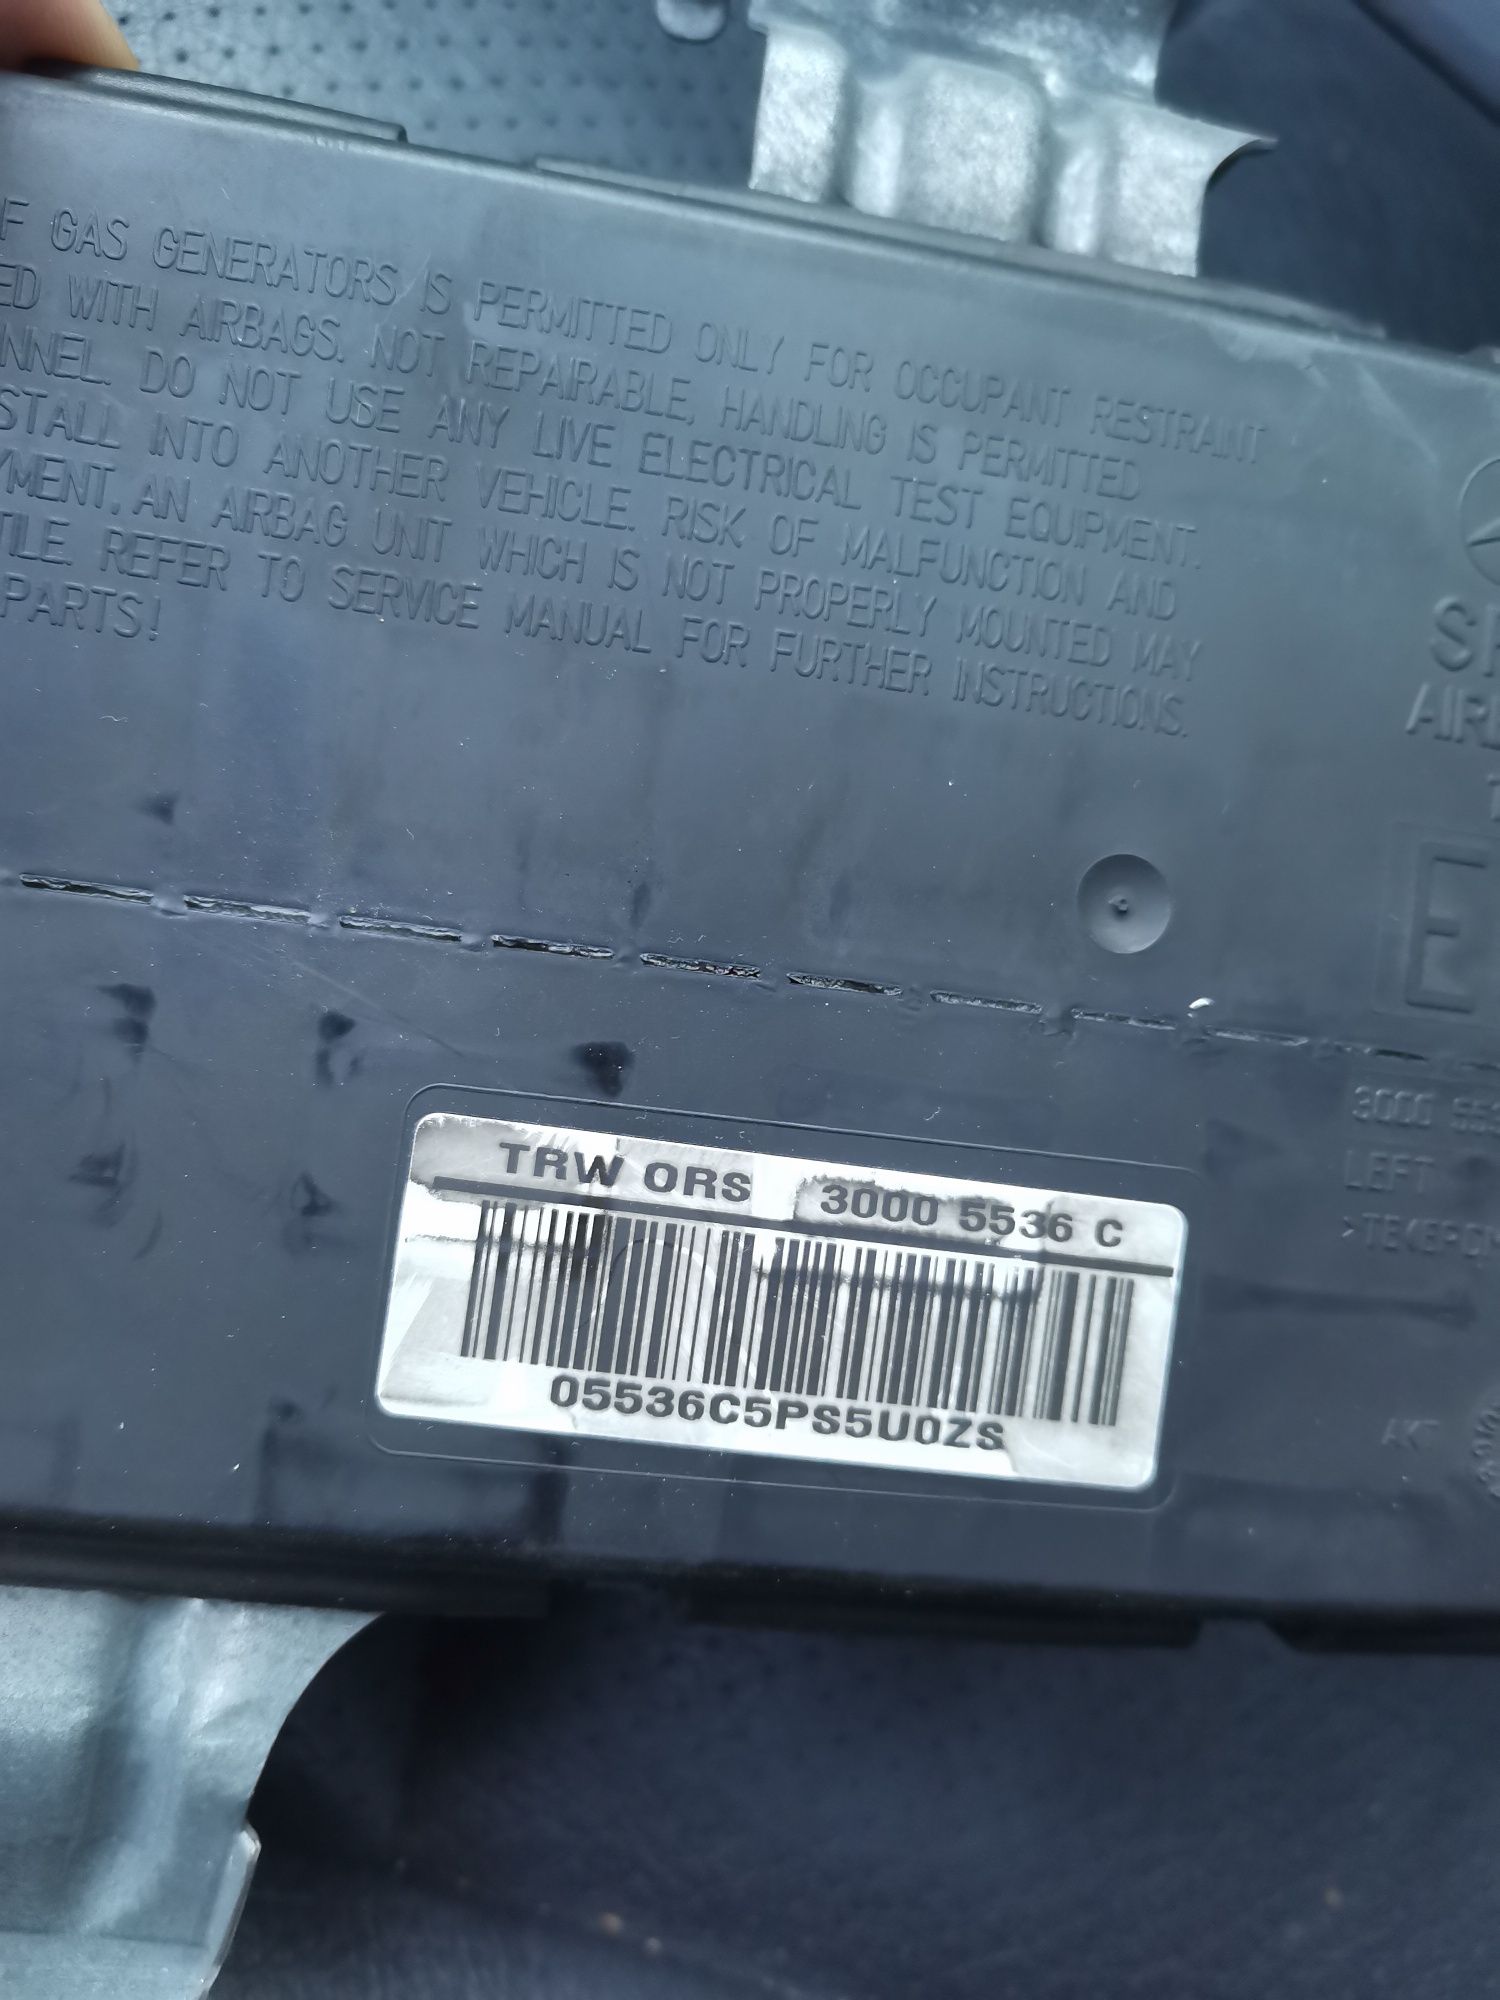 GAS GENERATORS IS PERMITTED ONLY FOR OCCUPANT RESTRAINT
WITH AIRBAGS. NOT REPAIRABLE, HANDLING IS PERMITTED
DO NOT USE ANY LIVE ELECTRICAL TEST EQUIPMENT.
INTO ANOTHER VEHICLE. RISK OF MALFUNCTION AND
AN AIRBAG UNIT WHICH IS NOT PROPERLY MOUNTED MAY
REFER TO SERVICE MANUAL FOR FURTHER INSTRUCTIONS.
PARTS!
E
3000
LEFT
TRW ORS 3000 5536 C
05536C5PS5U0ZS